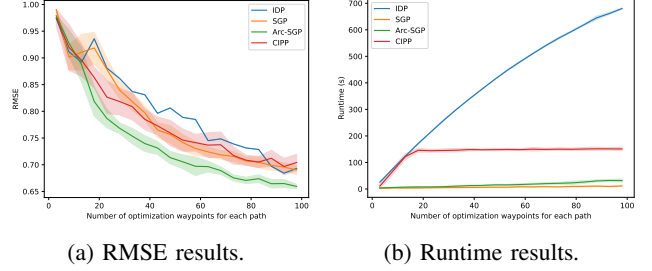 1.00
0.95
0.90
0.85
0.80
0.75
0.70
0.65
RMSE
0 20 40 60 80 100
Number of optimization waypoints for each path
IDP
SGP
Arc-SGP
CIPP
(a) RMSE results.
700
600
500
400
300
200
100
0
Runtime (s)
0 20 40 60 80 100
Number of optimization waypoints for each path
IDP
SGP
Arc-SGP
CIPP
(b) Runtime results.